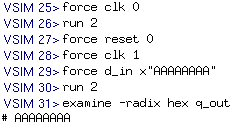 VSIM 25> force clk 0
VSIM 26> run 2
VSIM 27> force reset 0
VSIM 28> force clk 1
VSIM 29> force d_in x"AAAAAAAA"
VSIM 30> run 2
VSIM 31> examine -radix hex q_out
# AAAAAAAA